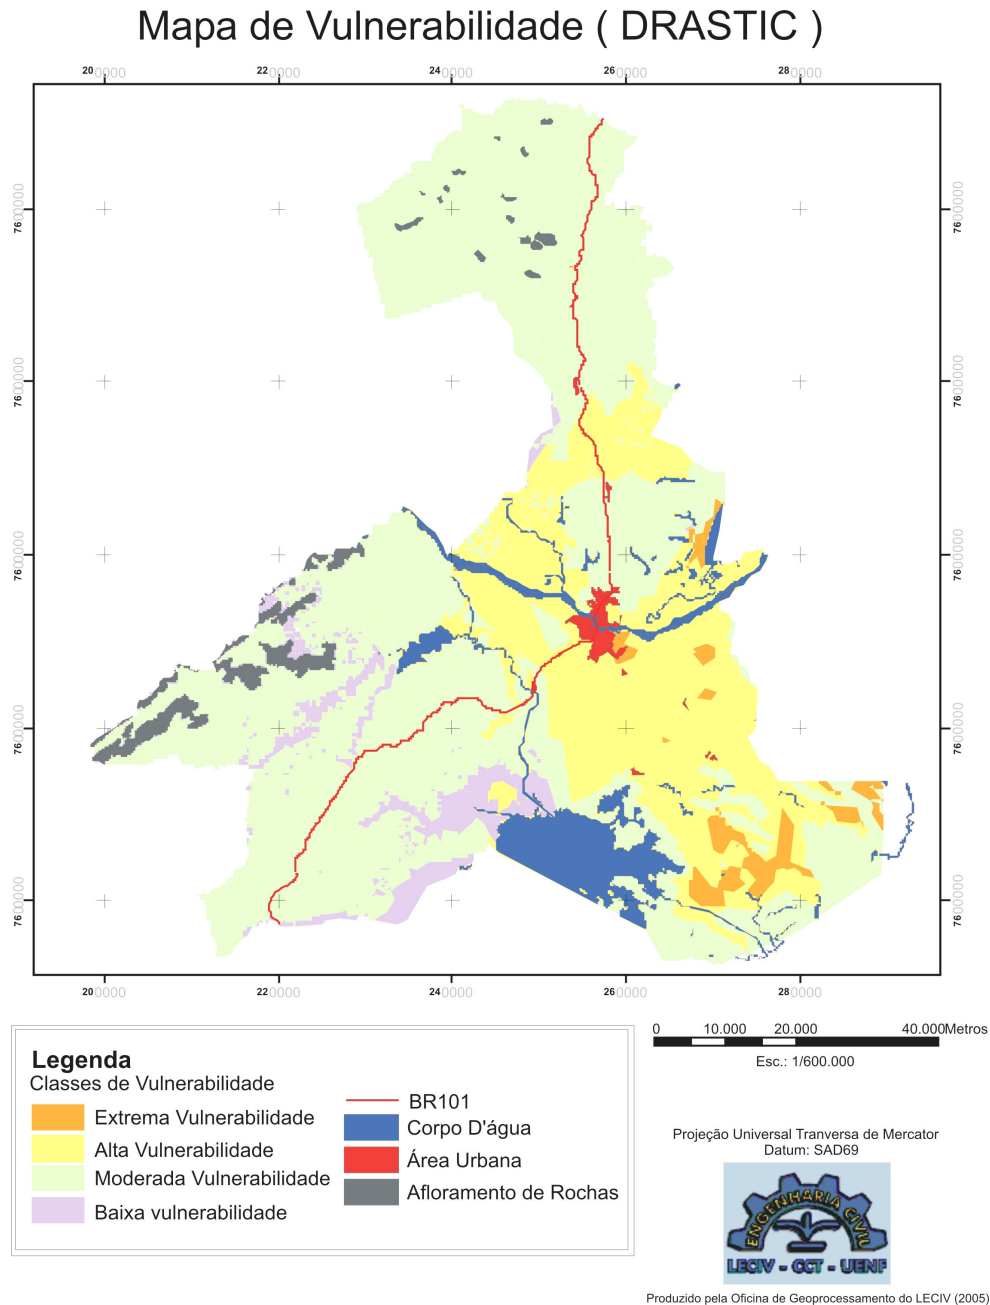 Mapa de Vulnerabilidade ( DRASTIC )
200000 220000 240000 260000 280000
7600000 7600000
7600000 7600000
7600000 7600000
7600000 7600000
7600000 7600000
200000 220000 240000 260000 280000
Legenda
Classes de Vulnerabilidade
Extrema Vulnerabilidade
Alta Vulnerabilidade
Moderada Vulnerabilidade
Baixa vulnerabilidade
BR101
Corpo D'água
Área Urbana
Afloramento de Rochas
0 10.000 20.000 40.000Metros
Esc.: 1/600.000
Projeção Universal Tranversa de Mercator
Datum: SAD69
ENGENHARIA CIVIL
LECIV - CCT - UENF
Produzido pela Oficina de Geoprocessamento do LECIV (2005)